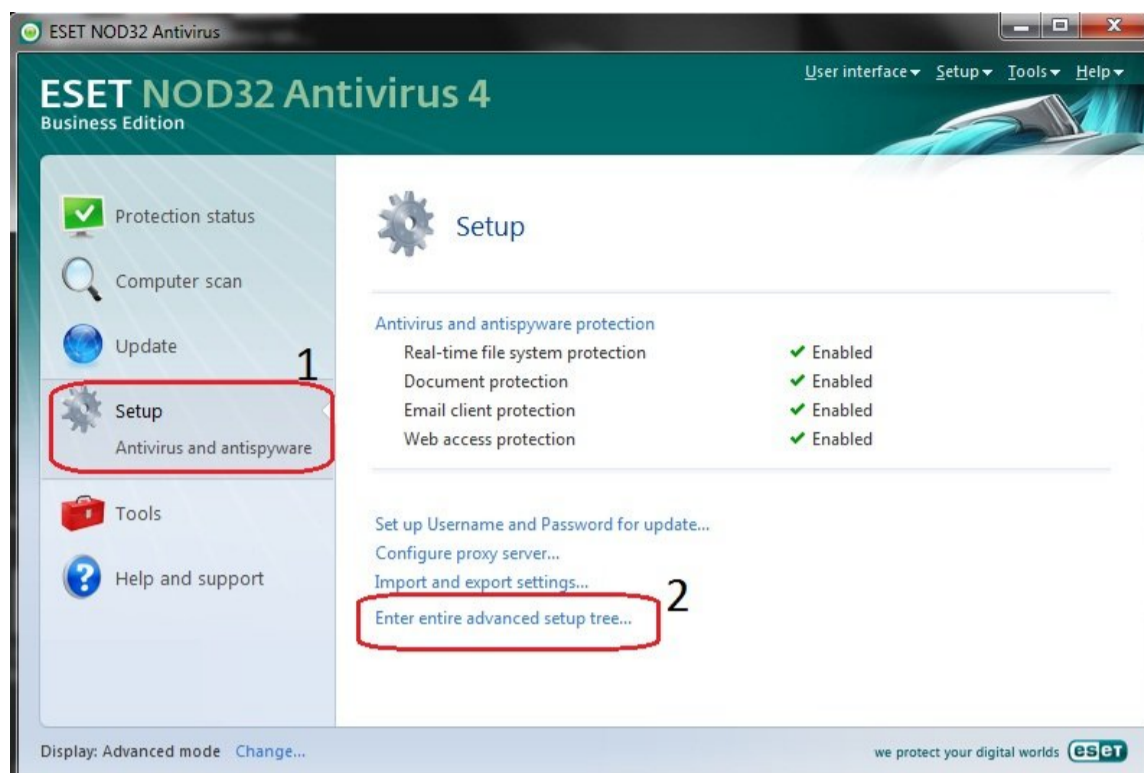 ESET NOD32 Antivirus
User interface Setup Tools Help
ESET NOD32 Antivirus 4
Business Edition
Protection status
Computer scan
Update
1
Setup
Antivirus and antispyware
Tools
Help and support
Setup
Antivirus and antispyware protection
Real-time file system protection Enabled
Document protection Enabled
Email client protection Enabled
Web access protection Enabled
Set up Username and Password for update...
Configure proxy server...
Import and export settings...
2
Enter entire advanced setup tree...
Display: Advanced mode Change...
we protect your digital worlds eset